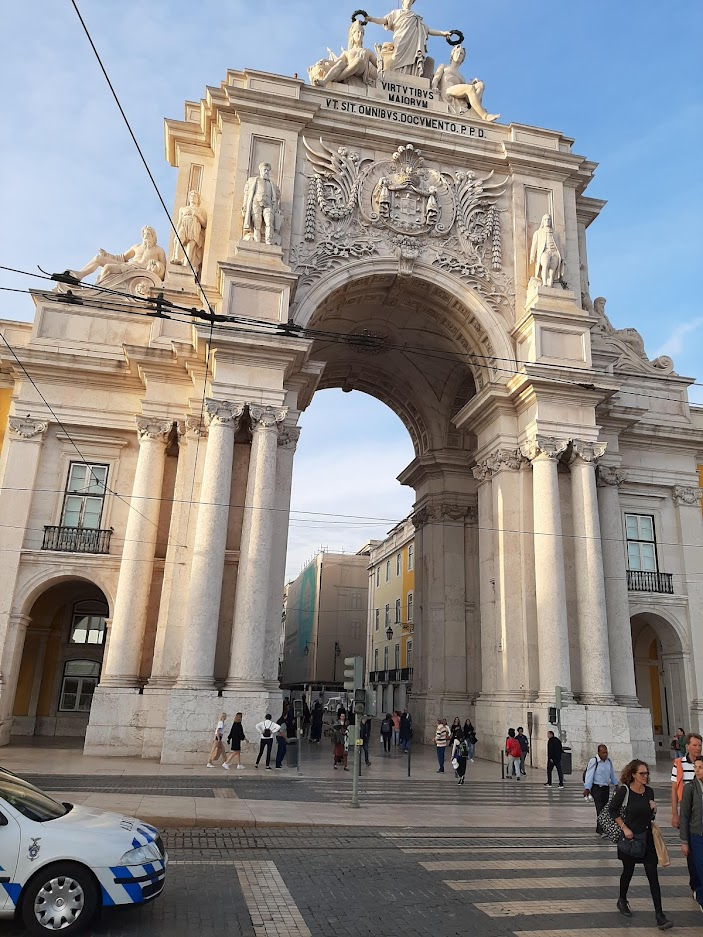 VIRTVTIBVS
MAIORVM
VT. SIT. OMNIBVS. DOCVMENTO. P. P. D.